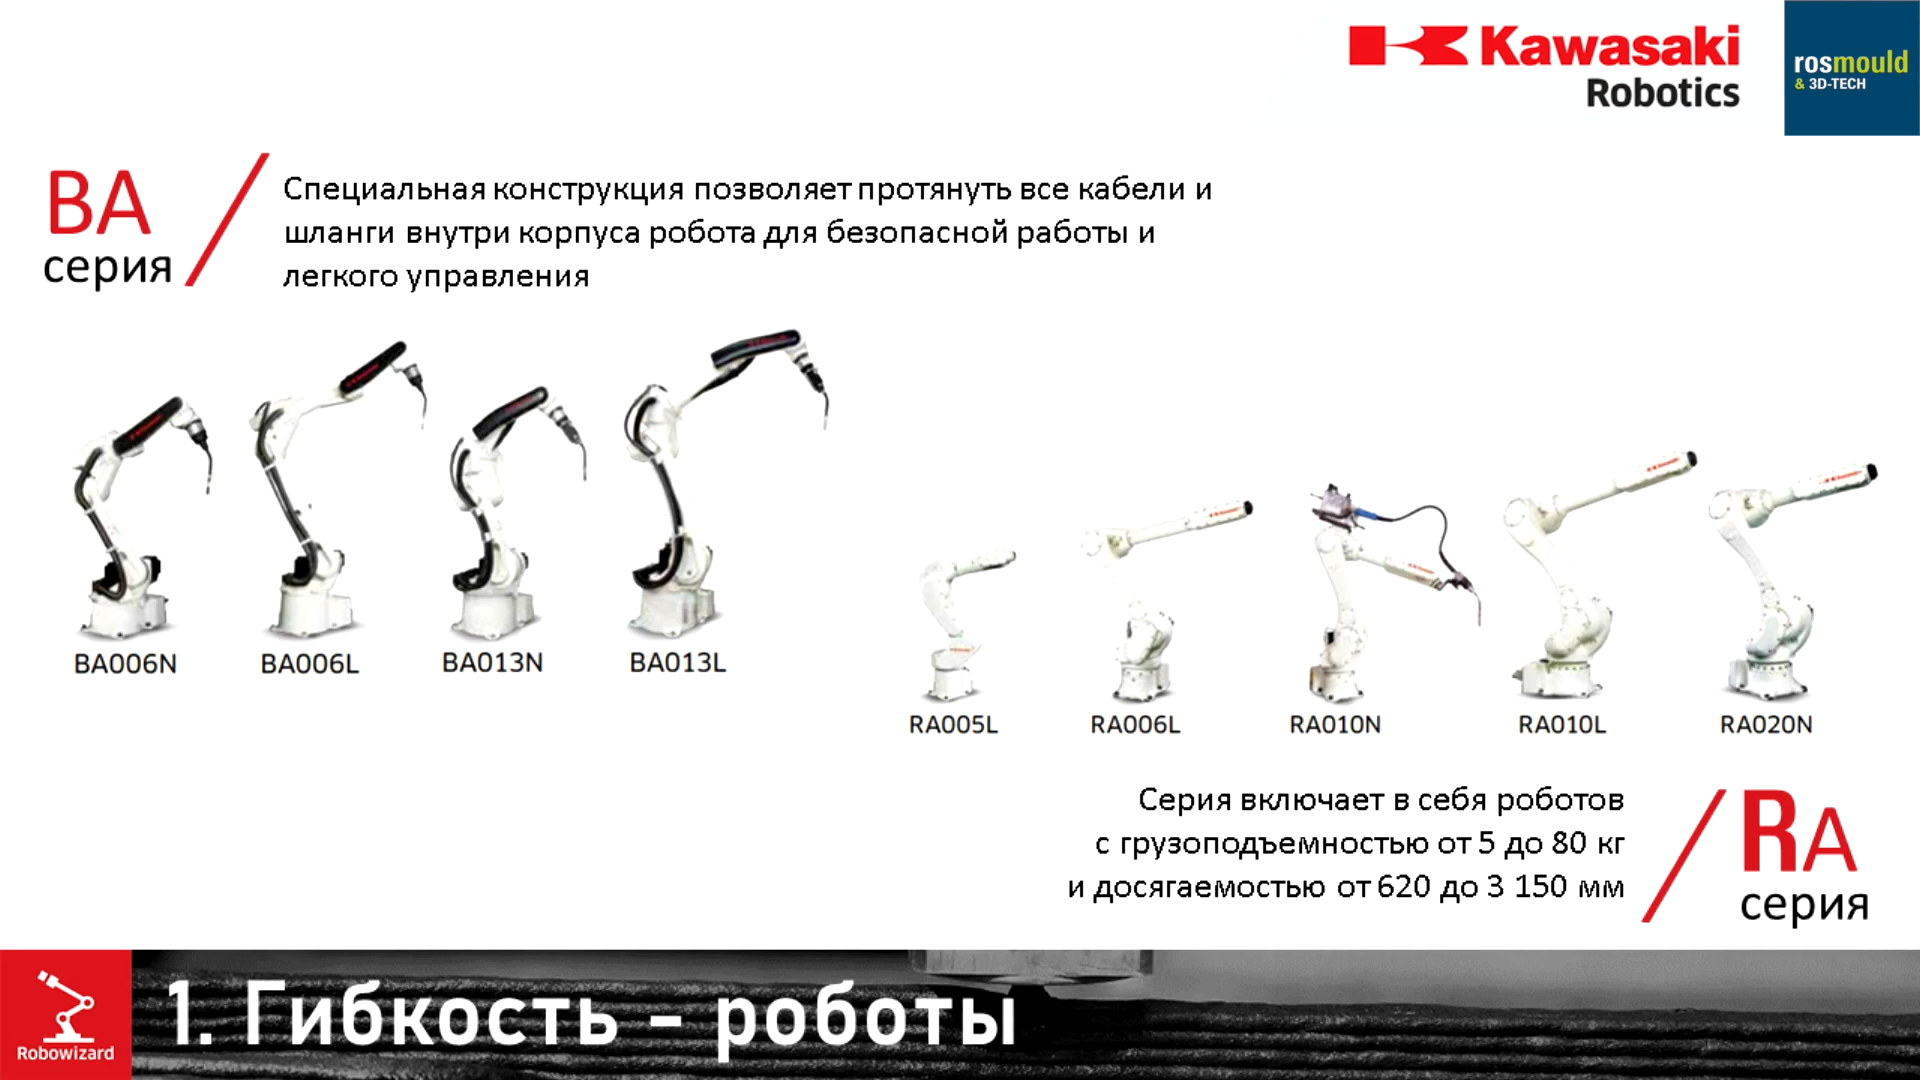 Kawasaki
Robotics
rosmould
& 3D-TECH
BA
серия
Специальная конструкция позволяет протянуть все кабели и
шланги внутри корпуса робота для безопасной работы и
легкого управления
BA006N
BA006L
BA013N
BA013L
RA005L
RA006L
RA010N
RA010L
RA020N
Серия включает в себя роботов
с грузоподъемностью от 5 до 80 кг
и досягаемостью от 620 до 3 150 мм
RA
серия
Robowizard
1. Гибкость - роботы